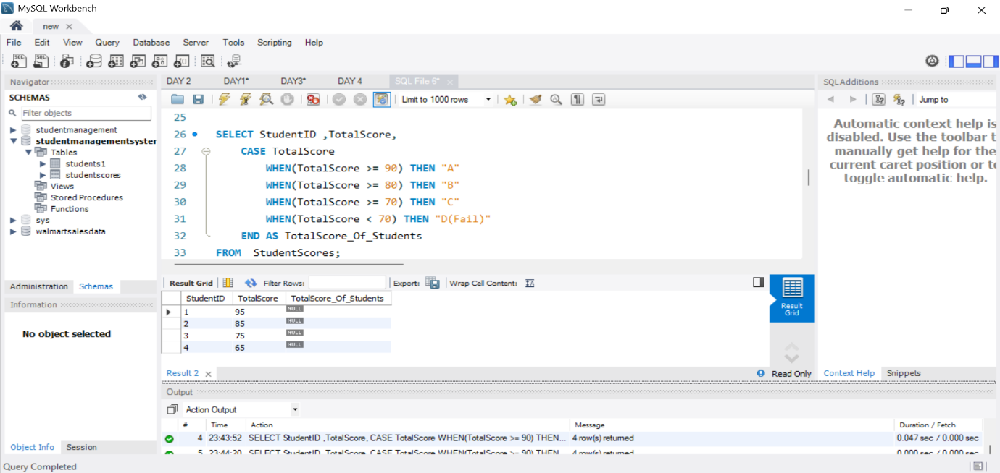 MySQL Workbench
new
File Edit View Query Database Server Tools Scripting Help
Navigator
SCHEMAS
Filter objects
studentmanagement
studentmanagementsyster
Tables
students1
studentscores
Views
Stored Procedures
Functions
sys
walmartsalesdata
Administration Schemas
Information
No object selected
Object Info Session
DAY 2 DAY1* DAY3* DAY 4 SQL File 6*
Limit to 1000 rows
25
26 SELECT StudentID ,TotalScore,
27 CASE TotalScore
28 WHEN(TotalScore >= 90) THEN "A"
29 WHEN(TotalScore >= 80) THEN "B"
30 WHEN(TotalScore >= 70) THEN "C"
31 WHEN(TotalScore < 70) THEN "D(Fail)"
32 END AS TotalScore_Of_Students
33 FROM StudentScores;
Result Grid Filter Rows: Export: Wrap Cell Content:
StudentID TotalScore TotalScore_Of_Students
1 95 NULL
2 85 NULL
3 75 NULL
4 65 NULL
Result
Grid
Result 2
Read Only
SQLAdditions
Jump to
Automatic context help is
disabled. Use the toolbar t
manually get help for the
current caret position or to
toggle automatic help.
Context Help Snippets
Output
Action Output
# Time Action Message Duration / Fetch
4 23:43:52 SELECT StudentID ,TotalScore, CASE TotalScore WHEN(TotalScore >= 90) THEN... 4 row(s) returned 0.047 sec / 0.000 sec
5 23:44:20 SELECT StudentID ,TotalScore, CASE TotalScore WHEN(TotalScore >= 90) THEN... 4 row(s) returned 0.000 sec / 0.000 sec
Query Completed